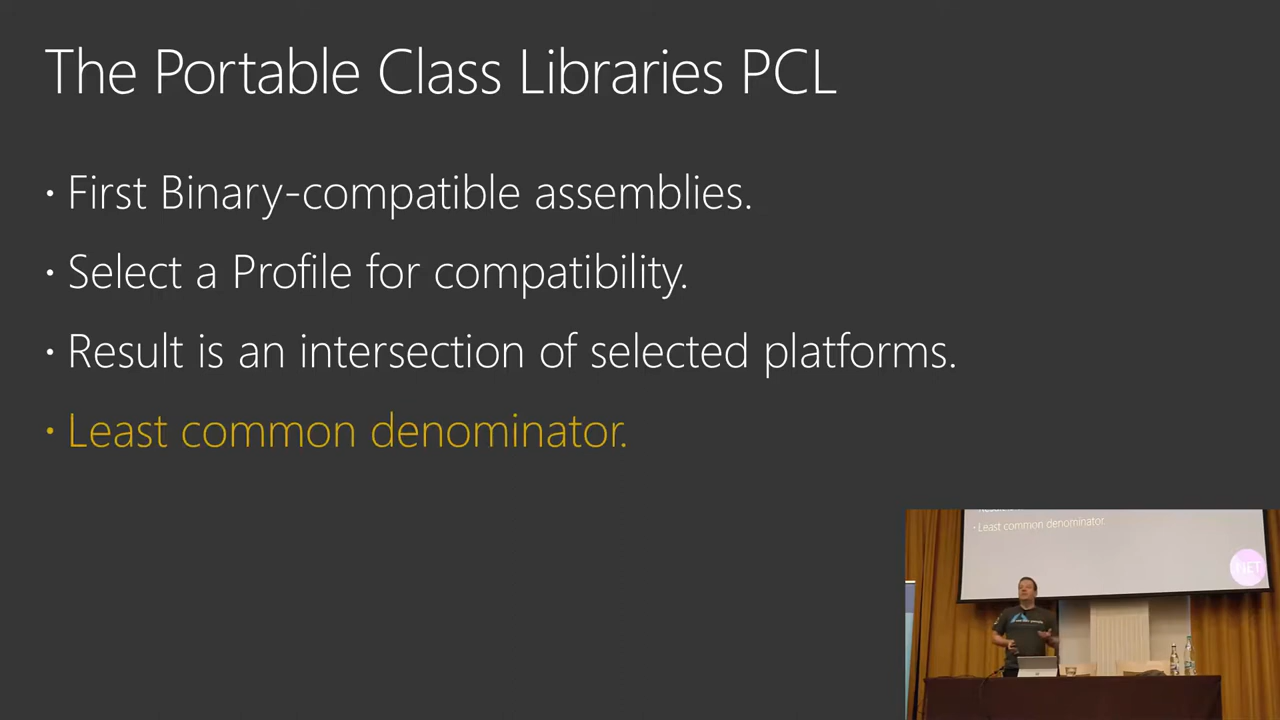 The Portable Class Libraries PCL
• First Binary-compatible assemblies.
• Select a Profile for compatibility.
• Result is an intersection of selected platforms.
• Least common denominator.
• Least common denominator.
.NET